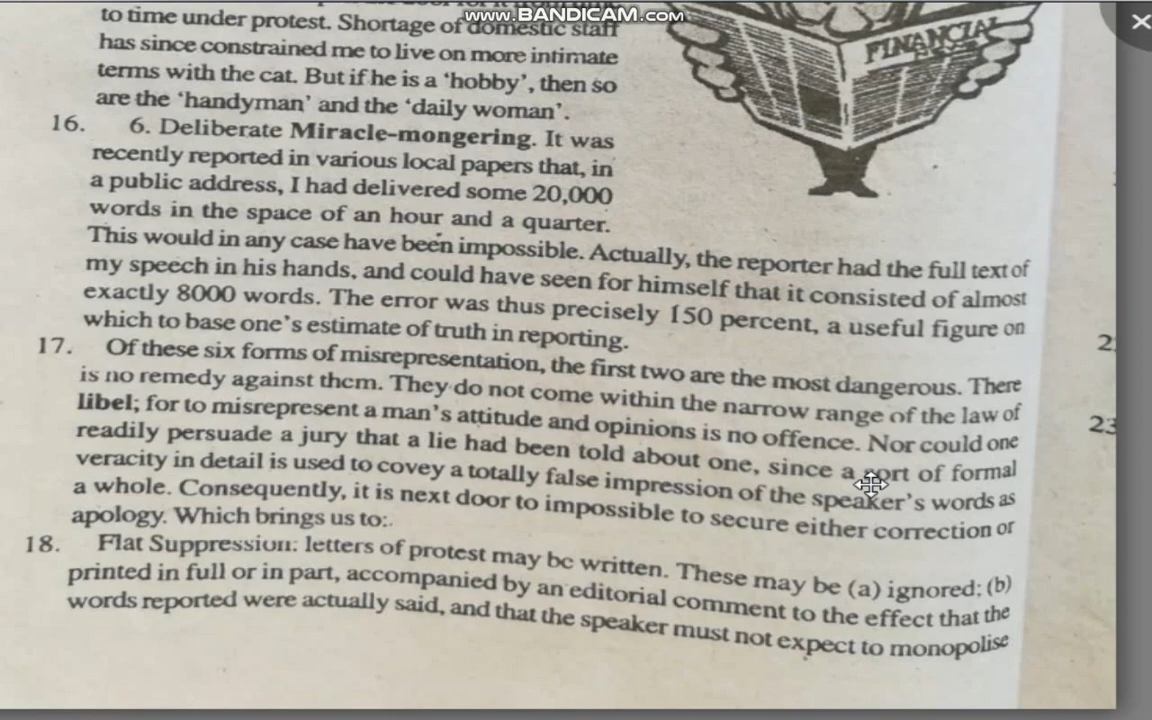 www.BANDICAM.com
to time under protest. Shortage of domestic staff
has since constrained me to live on more intimate
terms with the cat. But if he is a ‘hobby’, then so
are the ‘handyman’ and the ‘daily woman’.
FINANCIAL
16. 6. Deliberate Miracle-mongering. It was
recently reported in various local papers that, in
a public address, I had delivered some 20,000
words in the space of an hour and a quarter.
This would in any case have been impossible. Actually, the reporter had the full text of
my speech in his hands, and could have seen for himself that it consisted of almost
exactly 8000 words. The error was thus precisely 150 percent, a useful figure on
which to base one’s estimate of truth in reporting.
17. Of these six forms of misrepresentation, the first two are the most dangerous. There
is no remedy against them. They do not come within the narrow range of the law of
libel; for to misrepresent a man’s attitude and opinions is no offence. Nor could one
readily persuade a jury that a lie had been told about one, since a sort of formal
veracity in detail is used to covey a totally false impression of the speaker’s words as
a whole. Consequently, it is next door to impossible to secure either correction or
apology. Which brings us to:.
18. Flat Suppression: letters of protest may be written. These may be (a) ignored; (b)
printed in full or in part, accompanied by an editorial comment to the effect that the
words reported were actually said, and that the speaker must not expect to monopolise
23